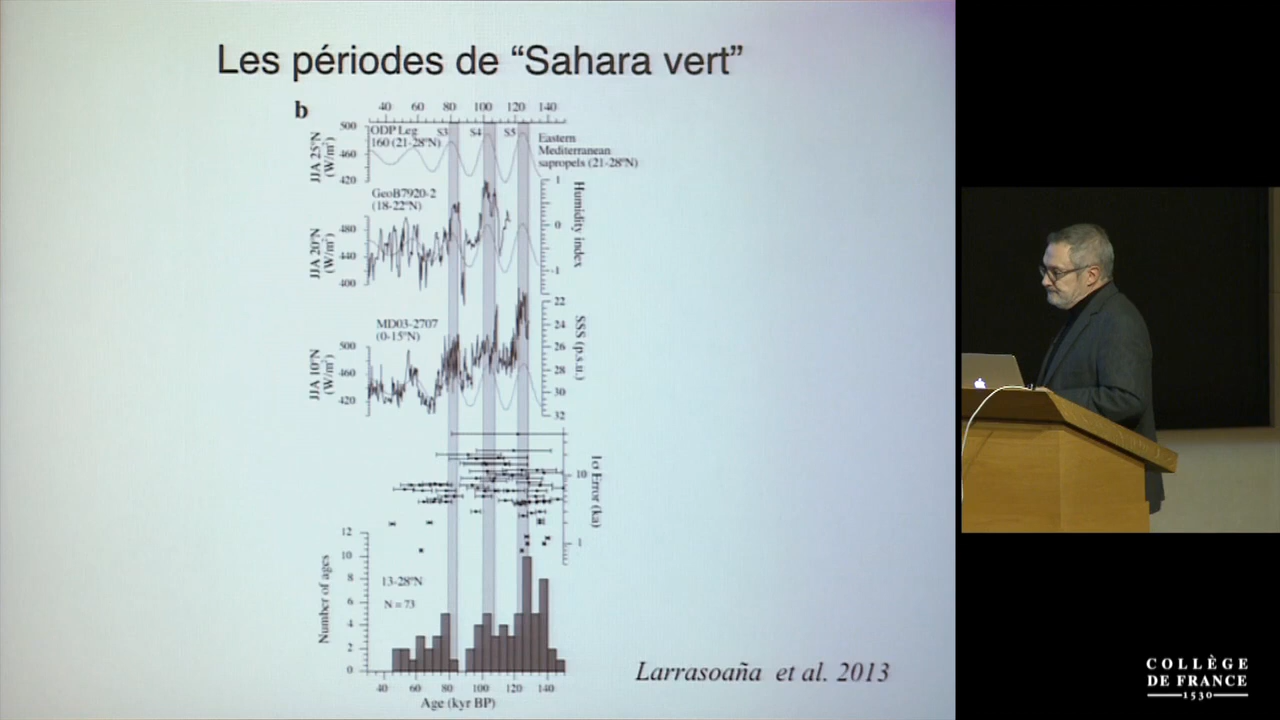 Les périodes de “Sahara vert”
b
40 60 80 100 120 140
500
460
420
JJA 25°N
(W/m²)
ODP Leg
160 (21-28°N)
S3 S4 S5
Eastern
Mediterranean
sapropels (21-28°N)
GeoB7920-2
(18-22°N)
480
440
400
JJA 20°N
(W/m²)
1
0
-1
Humidity index
MD03-2707
(0-15°N)
500
460
420
JJA 10°N
(W/m²)
22
24
26
28
30
32
SSS (p.s.u.)
10
1
1σ Error (ka)
12
10
8
6
4
2
0
Number of ages
13-28°N
N = 73
40 60 80 100 120 140
Age (kyr BP)
Larrasoaña et al. 2013
COLLÈGE
DE FRANCE
1530